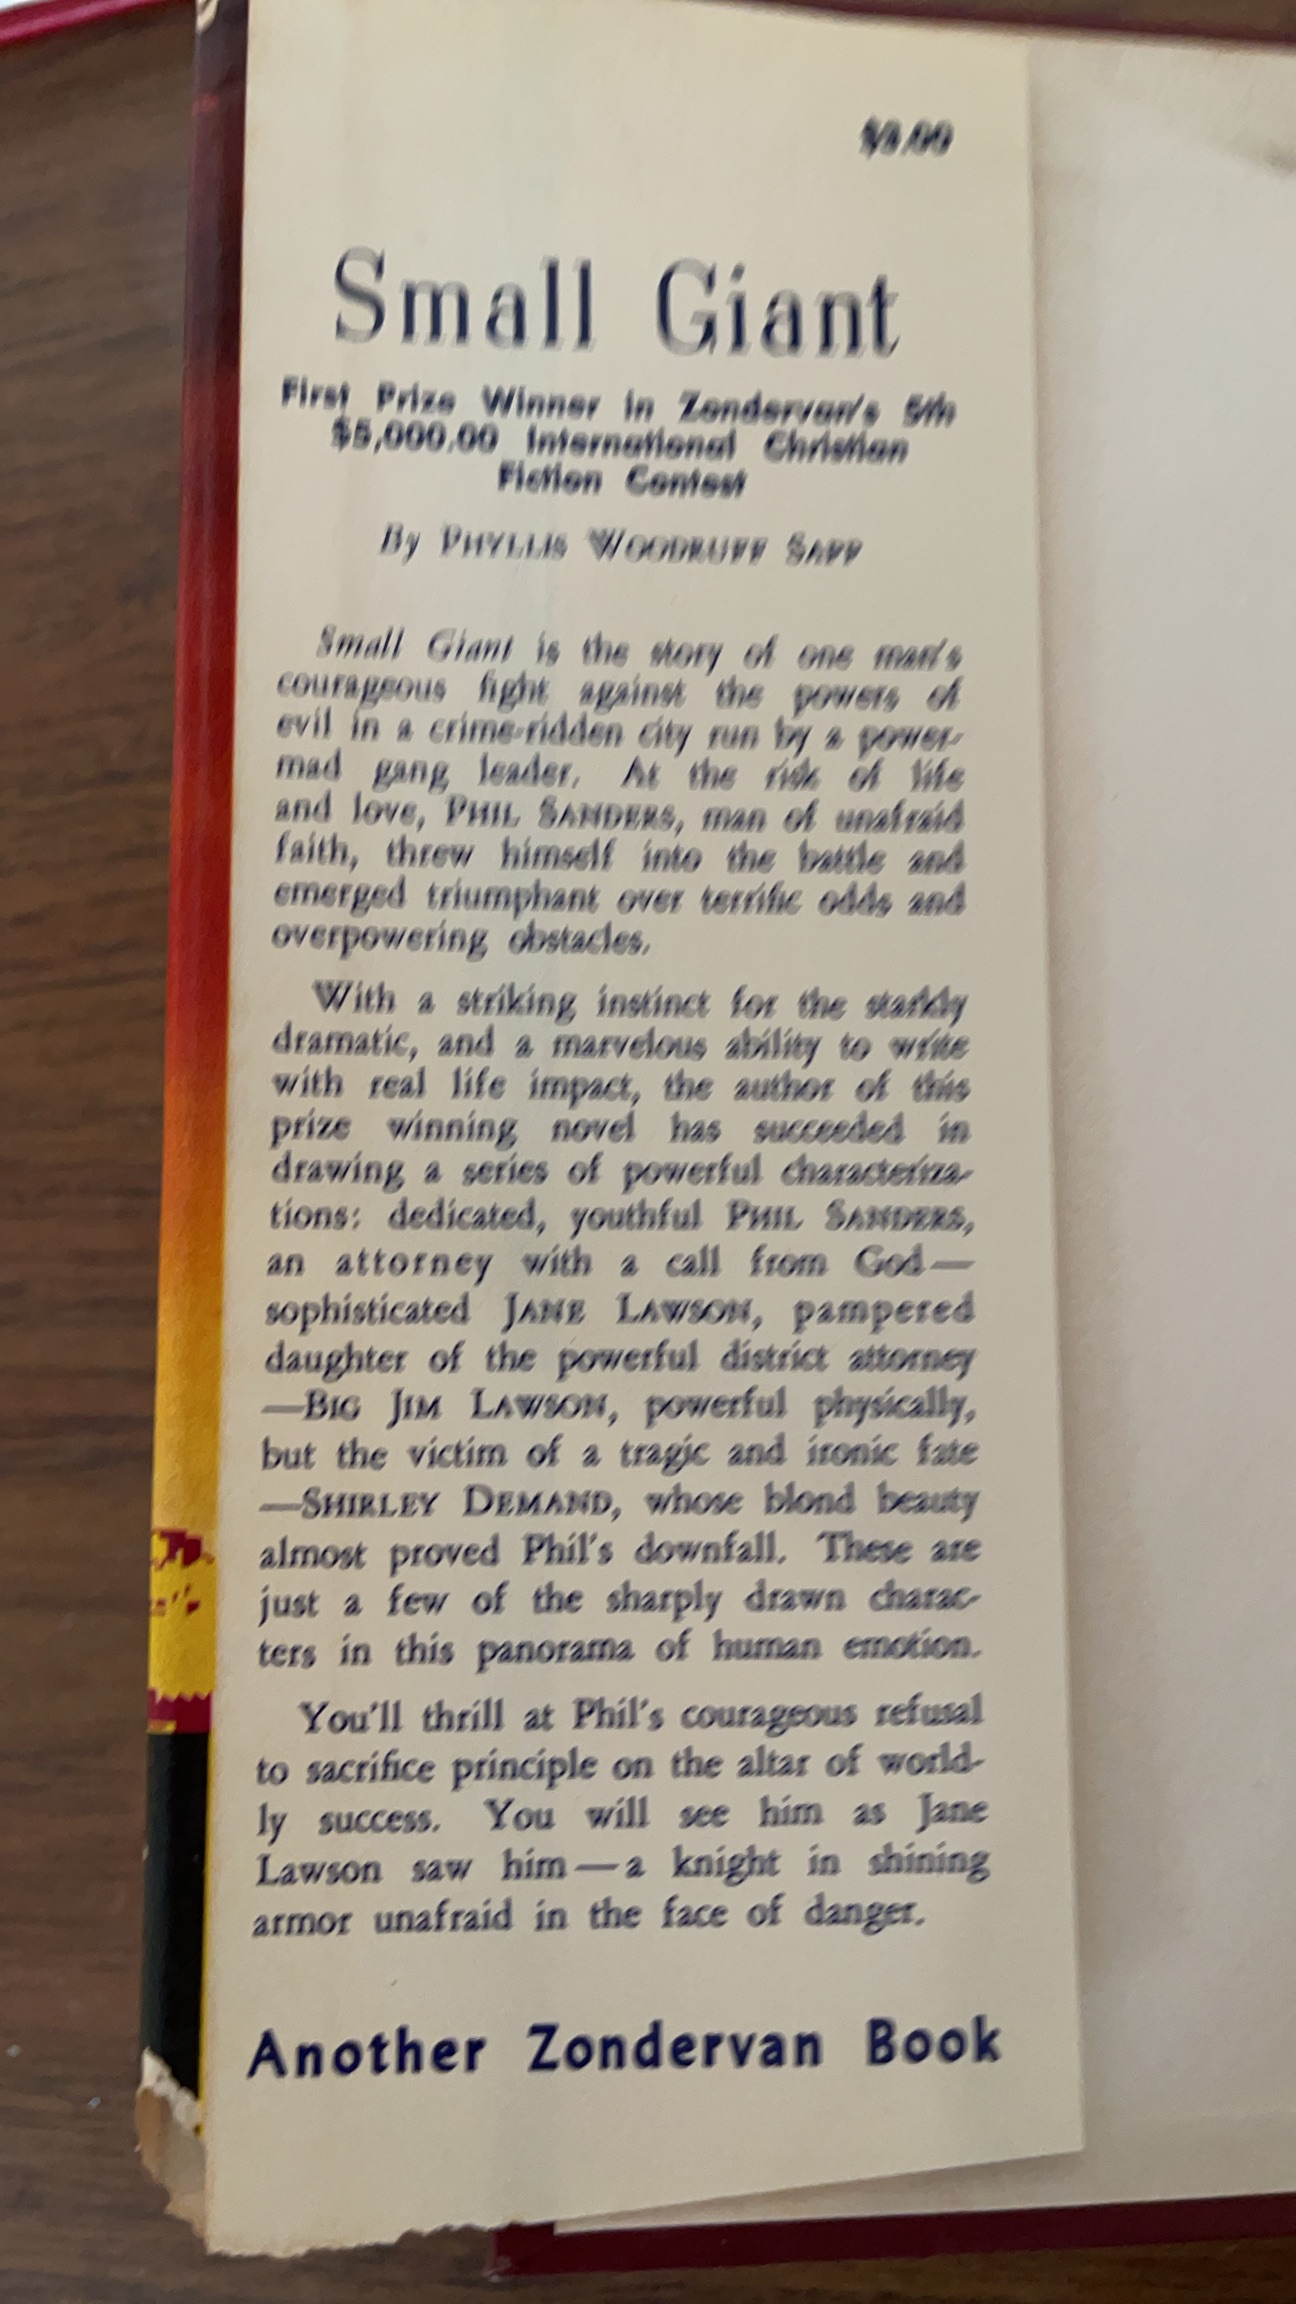 $3.00
Small Giant
First Prize Winner in Zondervan's 5th
$5,000.00 International Christian
Fiction Contest
By PHYLLIS WOODRUFF SAPP
Small Giant is the story of one man's
courageous fight against the powers of
evil in a crime-ridden city run by a power-
mad gang leader. At the risk of life
and love, PHIL SANDERS, man of unafraid
faith, threw himself into the battle and
emerged triumphant over terrific odds and
overpowering obstacles.
With a striking instinct for the starkly
dramatic, and a marvelous ability to write
with real life impact, the author of this
prize winning novel has succeeded in
drawing a series of powerful characteriza-
tions: dedicated, youthful PHIL SANDERS,
an attorney with a call from God—
sophisticated JANE LAWSON, pampered
daughter of the powerful district attorney
—BIG JIM LAWSON, powerful physically,
but the victim of a tragic and ironic fate
—SHIRLEY DEMAND, whose blond beauty
almost proved Phil's downfall. These are
just a few of the sharply drawn charac-
ters in this panorama of human emotion.
You'll thrill at Phil's courageous refusal
to sacrifice principle on the altar of world-
ly success. You will see him as Jane
Lawson saw him—a knight in shining
armor unafraid in the face of danger.
Another Zondervan Book